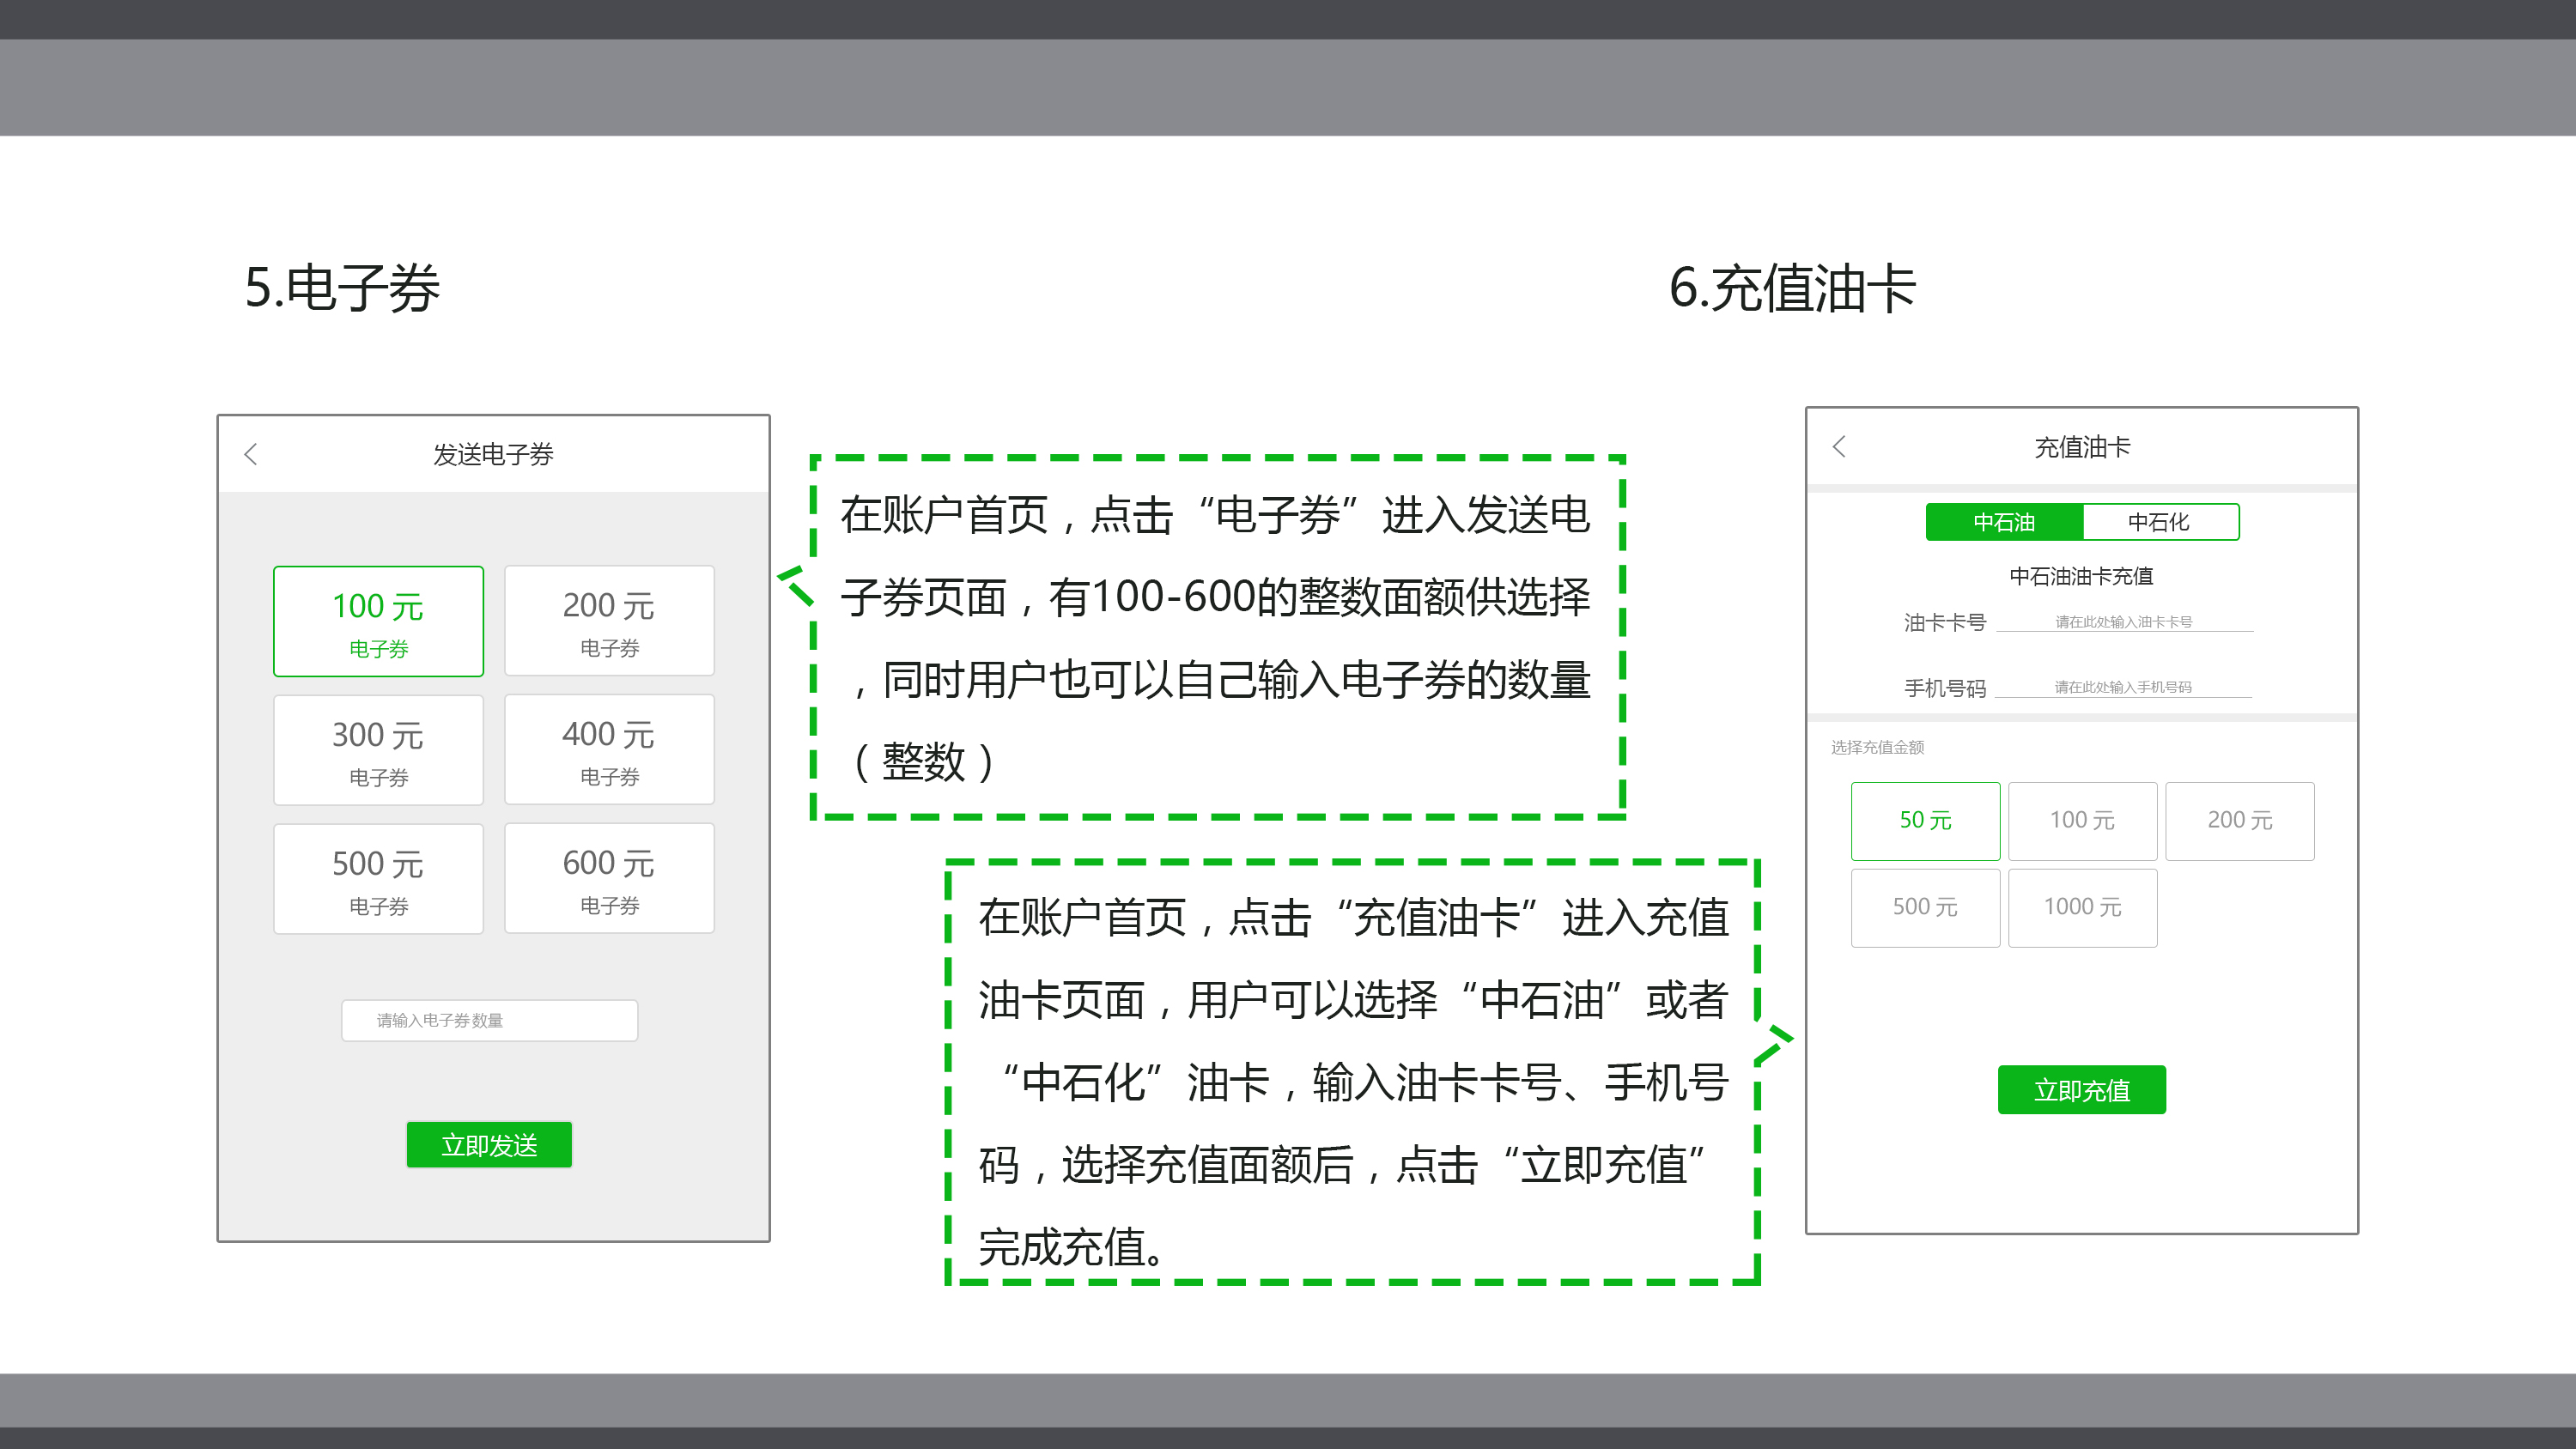 5.电子券
6.充值油卡
发送电子券
100 元
电子券
200 元
电子券
300 元
电子券
400 元
电子券
500 元
电子券
600 元
电子券
请输入电子券数量
立即发送
在账户首页，点击“电子券”进入发送电
子券页面，有100-600的整数面额供选择
，同时用户也可以自己输入电子券的数量
（整数）
在账户首页，点击“充值油卡”进入充值
油卡页面，用户可以选择“中石油”或者
“中石化”油卡，输入油卡卡号、手机号
码，选择充值面额后，点击“立即充值”
完成充值。
充值油卡
中石油
中石化
中石油油卡充值
油卡卡号 请在此处输入油卡卡号
手机号码 请在此处输入手机号码
选择充值金额
50 元
100 元
200 元
500 元
1000 元
立即充值